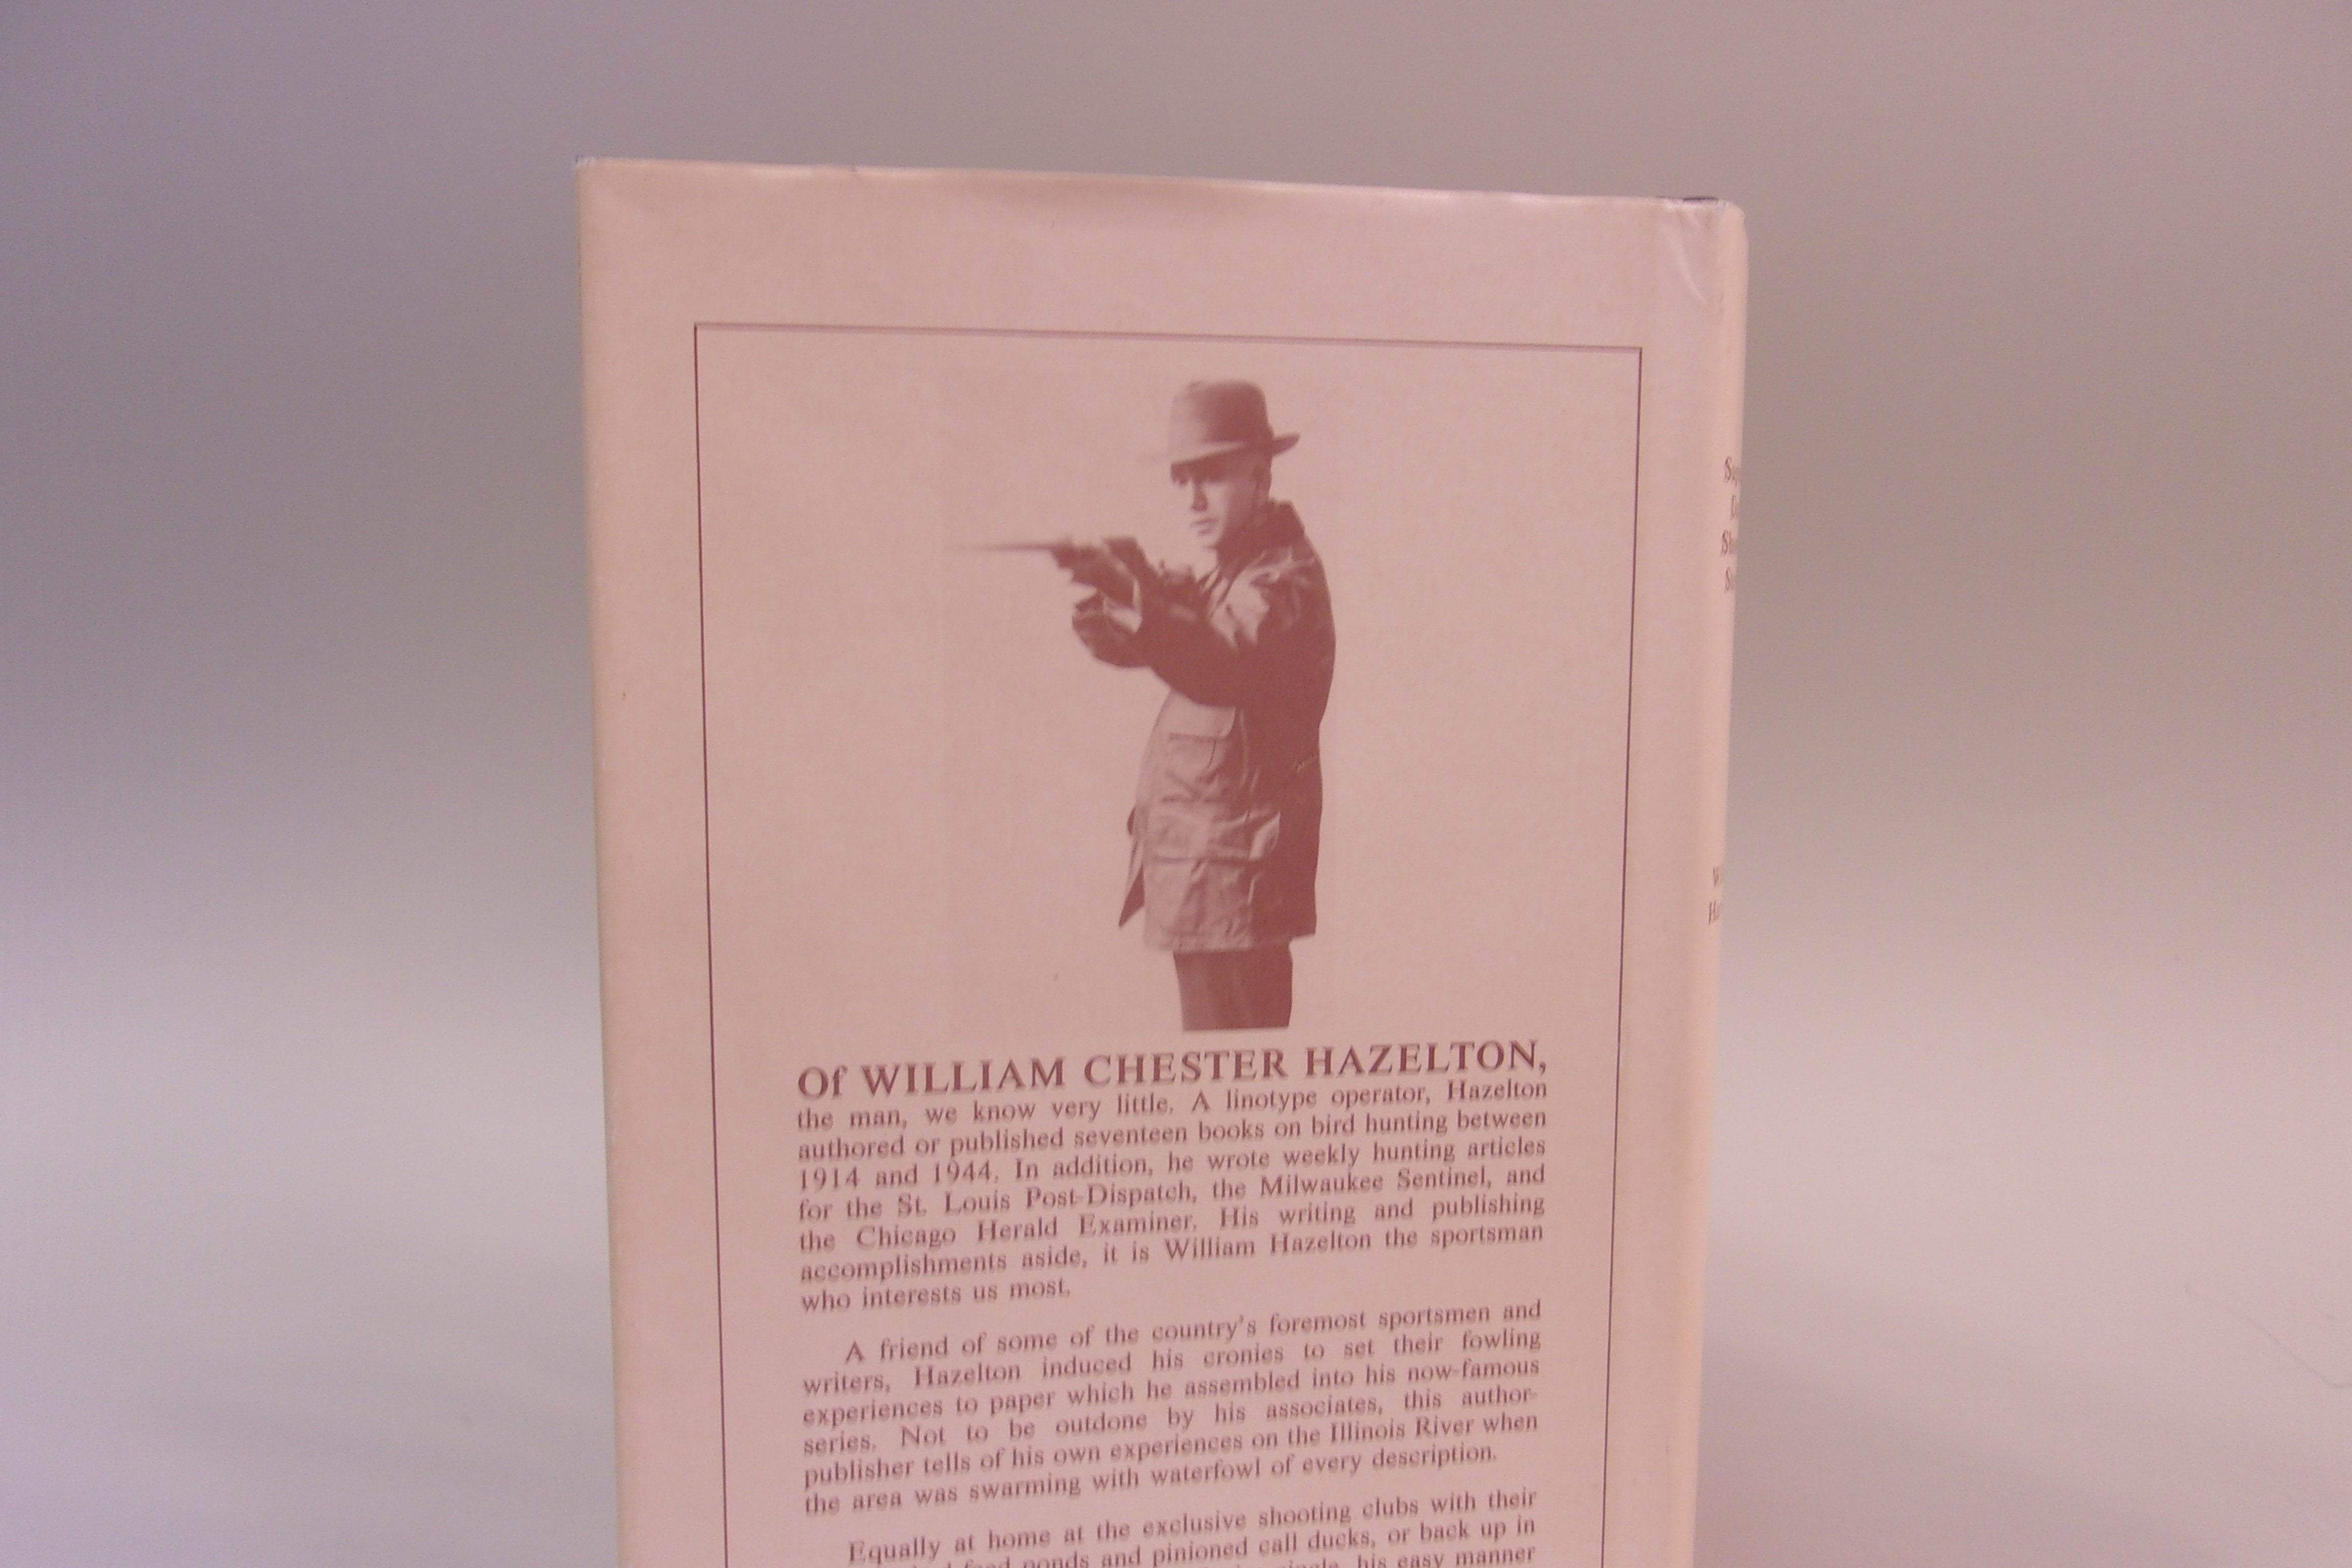 Of WILLIAM CHESTER HAZELTON,
the man, we know very little. A linotype operator, Hazelton
authored or published seventeen books on bird hunting between
1914 and 1944. In addition, he wrote weekly hunting articles
for the St. Louis Post-Dispatch, the Milwaukee Sentinel, and
the Chicago Herald Examiner. His writing and publishing
accomplishments aside, it is William Hazelton the sportsman
who interests us most.
A friend of some of the country's foremost sportsmen and
writers, Hazelton induced his cronies to set their fowling
experiences to paper which he assembled into his now-famous
series. Not to be outdone by his associates, this author-
publisher tells of his own experiences on the Illinois River when
the area was swarming with waterfowl of every description.
Equally at home at the exclusive shooting clubs with their
feed ponds and pinioned call ducks, or back up in
single, his easy manner